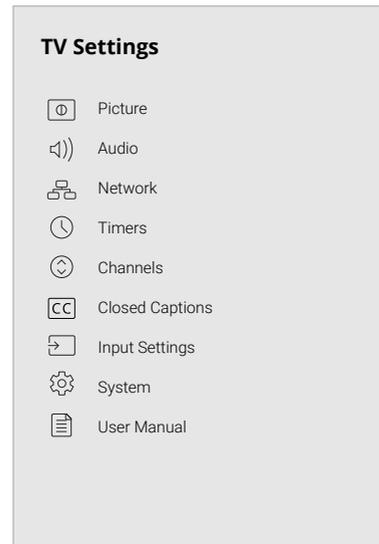 TV Settings
Picture
Audio
Network
Timers
Channels
CC Closed Captions
Input Settings
System
User Manual